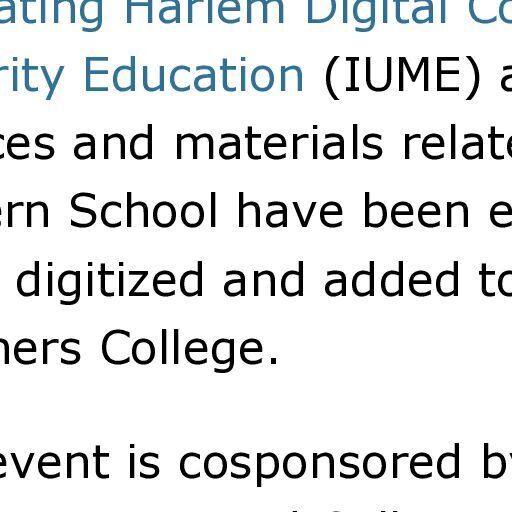 ating Harlem Digital Co
rity Education (IUME) a
ces and materials relate
ern School have been e
digitized and added to
hers College.
event is cosponsored by